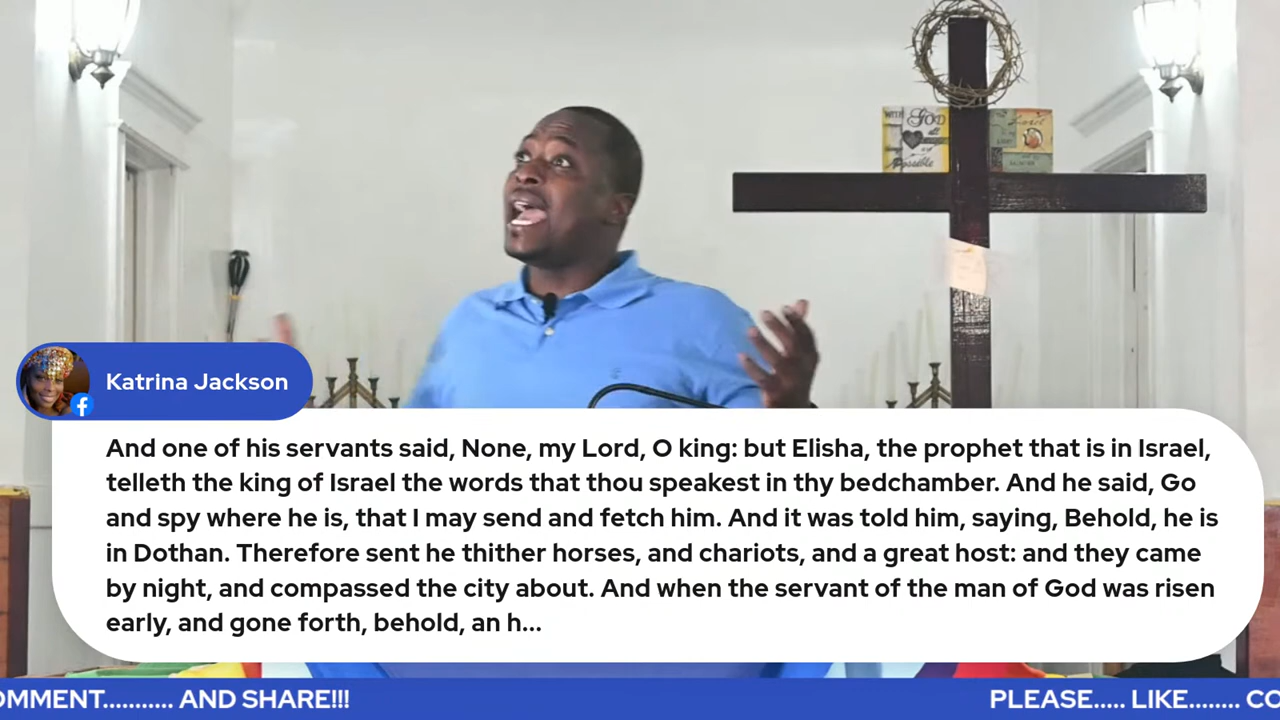 WITH GOD
all
Possible
Katrina Jackson
And one of his servants said, None, my Lord, O king: but Elisha, the prophet that is in Israel,
telleth the king of Israel the words that thou speakest in thy bedchamber. And he said, Go
and spy where he is, that I may send and fetch him. And it was told him, saying, Behold, he is
in Dothan. Therefore sent he thither horses, and chariots, and a great host: and they came
by night, and compassed the city about. And when the servant of the man of God was risen
early, and gone forth, behold, an h...
OMMENT........... AND SHARE!!!
PLEASE..... LIKE........ CO